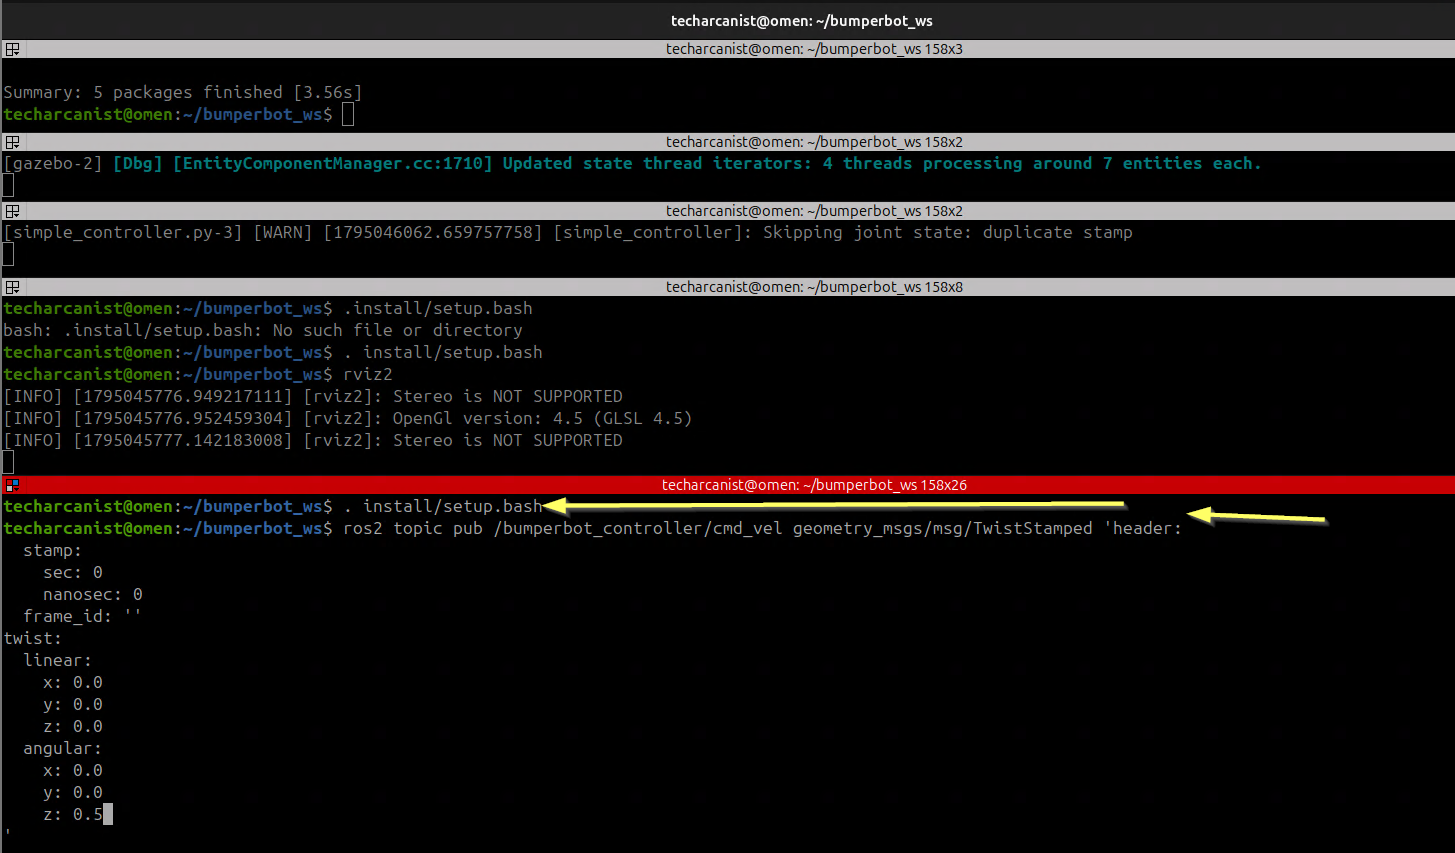 techarcanist@omen: ~/bumperbot_ws
techarcanist@omen: ~/bumperbot_ws 158x3
Summary: 5 packages finished [3.56s]
techarcanist@omen:~/bumperbot_ws$
techarcanist@omen: ~/bumperbot_ws 158x2
[gazebo-2] [Dbg] [EntityComponentManager.cc:1710] Updated state thread iterators: 4 threads processing around 7 entities each.
techarcanist@omen: ~/bumperbot_ws 158x2
[simple_controller.py-3] [WARN] [1795046062.659757758] [simple_controller]: Skipping joint state: duplicate stamp
techarcanist@omen: ~/bumperbot_ws 158x8
techarcanist@omen:~/bumperbot_ws$ .install/setup.bash
bash: .install/setup.bash: No such file or directory
techarcanist@omen:~/bumperbot_ws$ . install/setup.bash
techarcanist@omen:~/bumperbot_ws$ rviz2
[INFO] [1795045776.949217111] [rviz2]: Stereo is NOT SUPPORTED
[INFO] [1795045776.952459304] [rviz2]: OpenGl version: 4.5 (GLSL 4.5)
[INFO] [1795045777.142183008] [rviz2]: Stereo is NOT SUPPORTED
techarcanist@omen: ~/bumperbot_ws 158x26
techarcanist@omen:~/bumperbot_ws$ . install/setup.bash
techarcanist@omen:~/bumperbot_ws$ ros2 topic pub /bumperbot_controller/cmd_vel geometry_msgs/msg/TwistStamped 'header:
  stamp:
    sec: 0
    nanosec: 0
  frame_id: ''
twist:
  linear:
    x: 0.0
    y: 0.0
    z: 0.0
  angular:
    x: 0.0
    y: 0.0
    z: 0.5
'